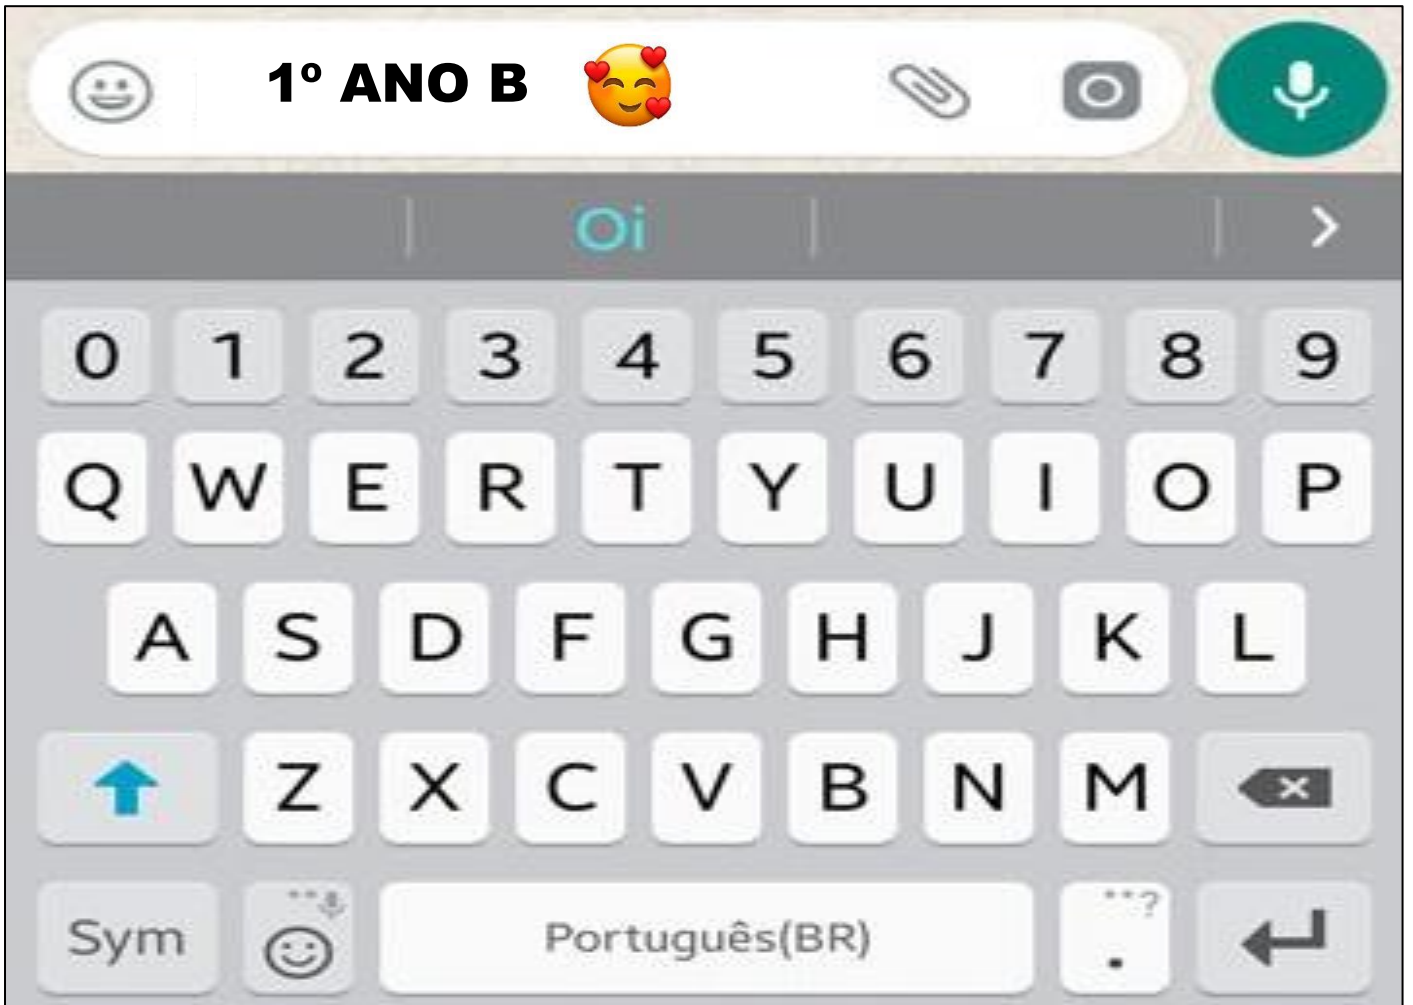 1º ANO B 🥰
Oi
0 1 2 3 4 5 6 7 8 9
Q W E R T Y U I O P
A S D F G H J K L
Z X C V B N M
Sym Português(BR) . ?